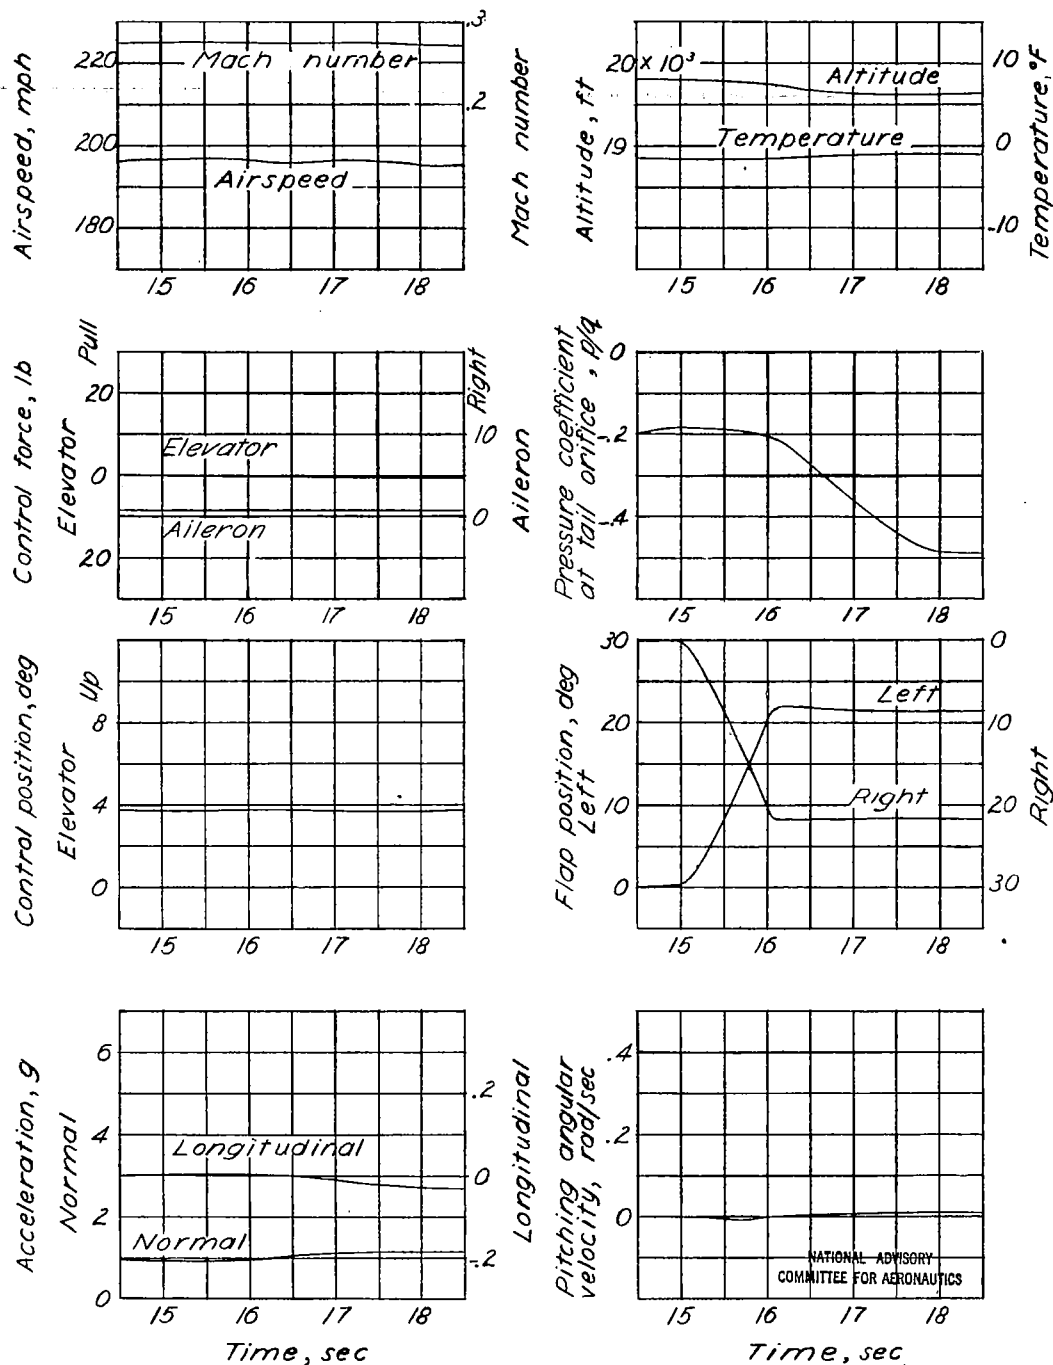 Airspeed, mph
220
200
180
Mach number
Airspeed
.3
.2
Mach number
15 16 17 18
Altitude, ft
20 x 10³
19
Altitude
Temperature
10
0
-10
Temperature, °F
15 16 17 18
Control force, lb
Elevator
Pull
20
0
20
Elevator
Aileron
Right
10
0
Aileron
15 16 17 18
Pressure coefficient
at tail orifice, p/q
0
-.2
-.4
15 16 17 18
Control position, deg
Elevator
Up
8
4
0
15 16 17 18
Flap position, deg
Left
30
20
10
0
Left
Right
0
10
20
30
Right
15 16 17 18
Acceleration, g
Normal
6
4
2
0
Longitudinal
Normal
.2
0
-.2
Longitudinal
15 16 17 18
Time, sec
Pitching angular
velocity, rad/sec
.4
.2
0
NATIONAL ADVISORY
COMMITTEE FOR AERONAUTICS
15 16 17 18
Time, sec